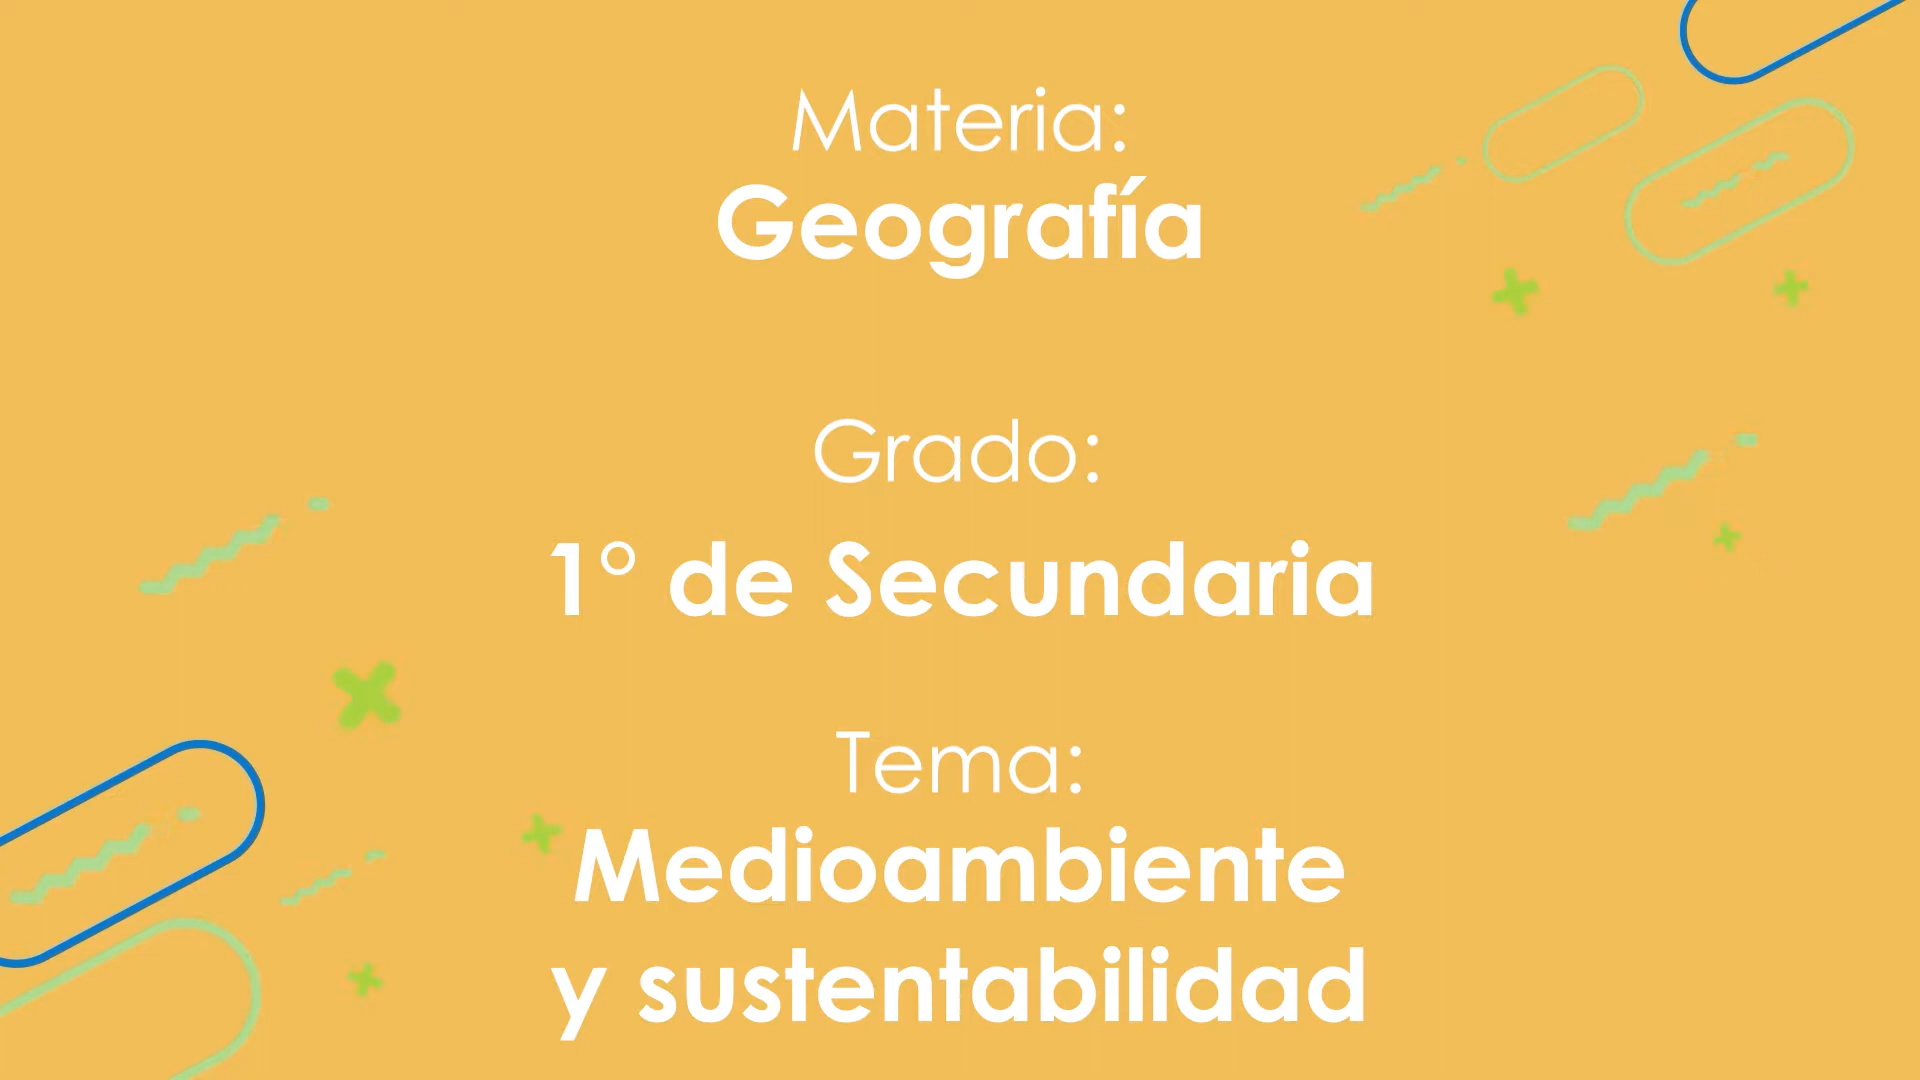 Materia:
Geografía
Grado:
1° de Secundaria
Tema:
Medioambiente
y sustentabilidad